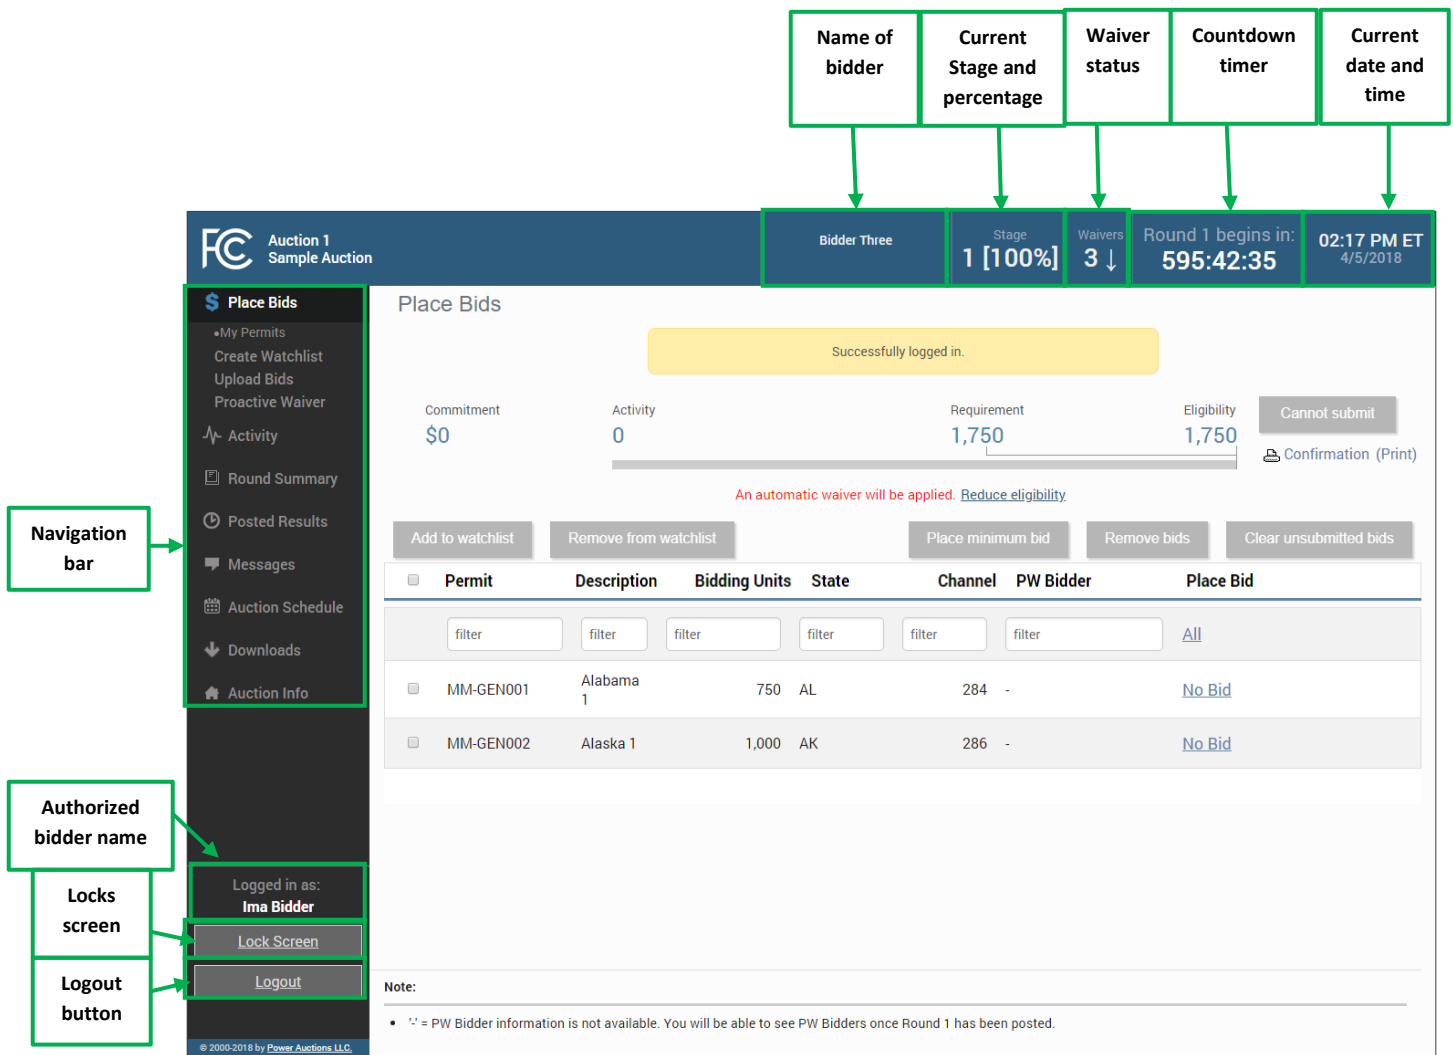 Name of
bidder
Current
Stage and
percentage
Waiver
status
Countdown
timer
Current
date and
time
FCC
Auction 1
Sample Auction
Bidder Three
Stage
1 [100%]
Waivers
3 ↓
Round 1 begins in:
595:42:35
02:17 PM ET
4/5/2018
Navigation
bar
$ Place Bids
•My Permits
Create Watchlist
Upload Bids
Proactive Waiver
Activity
Round Summary
Posted Results
Messages
Auction Schedule
Downloads
Auction Info
Authorized
bidder name
Locks
screen
Logout
button
Logged in as:
Ima Bidder
Lock Screen
Logout
© 2000-2018 by Power Auctions LLC.
Place Bids
Successfully logged in.
Commitment Activity Requirement Eligibility
$0 0 1,750 1,750
Cannot submit
Confirmation (Print)
An automatic waiver will be applied. Reduce eligibility
Add to watchlist Remove from watchlist Place minimum bid Remove bids Clear unsubmitted bids
Permit Description Bidding Units State Channel PW Bidder Place Bid
filter filter filter filter filter filter All
MM-GEN001 Alabama 1 750 AL 284 - No Bid
MM-GEN002 Alaska 1 1,000 AK 286 - No Bid
Note:
• '-' = PW Bidder information is not available. You will be able to see PW Bidders once Round 1 has been posted.